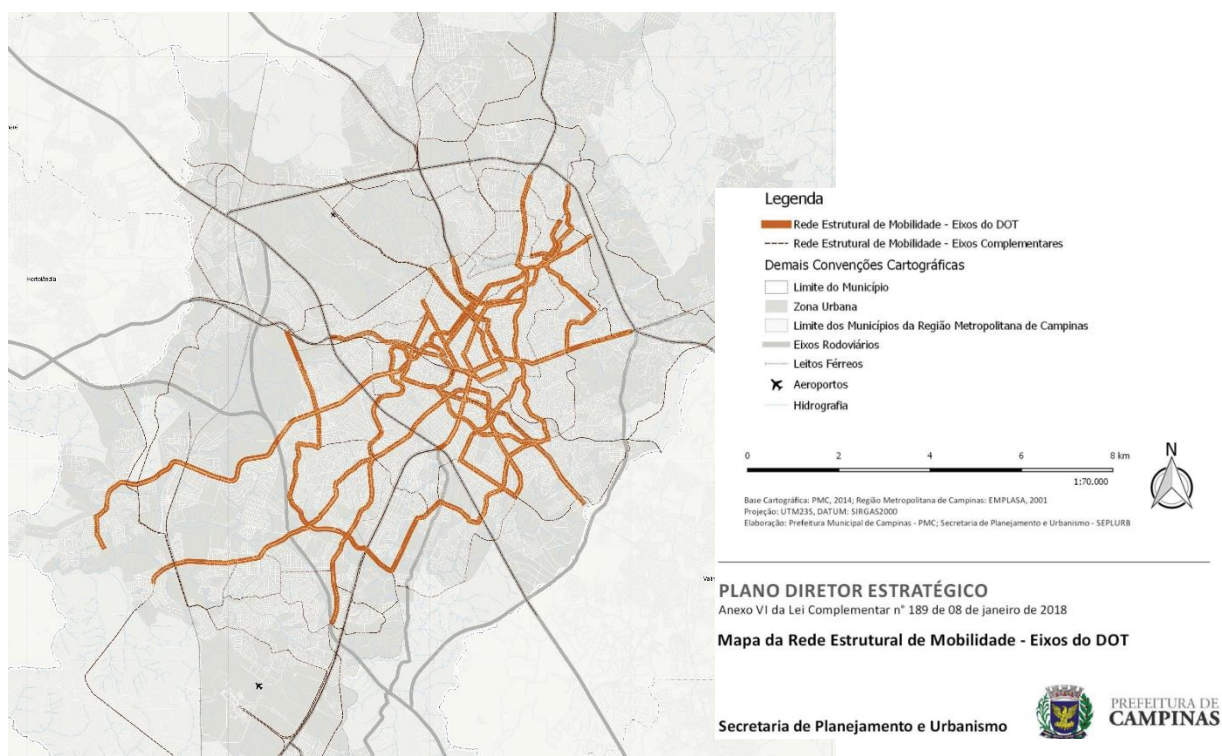 Hortolândia
Legenda
Rede Estrutural de Mobilidade - Eixos do DOT
Rede Estrutural de Mobilidade - Eixos Complementares
Demais Convenções Cartográficas
Limite do Município
Zona Urbana
Limite dos Municípios da Região Metropolitana de Campinas
Eixos Rodoviários
Leitos Férreos
Aeroportos
Hidrografia
N
0 2 4 6 8 km
1:70.000
Base Cartográfica: PMC, 2014; Região Metropolitana de Campinas: EMPLASA, 2001
Projeção: UTM23S, DATUM: SIRGAS2000
Elaboração: Prefeitura Municipal de Campinas - PMC; Secretaria de Planejamento e Urbanismo - SEPLURB
PLANO DIRETOR ESTRATÉGICO
Anexo VI da Lei Complementar n° 189 de 08 de janeiro de 2018
Mapa da Rede Estrutural de Mobilidade - Eixos do DOT
Secretaria de Planejamento e Urbanismo
PREFEITURA DE
CAMPINAS